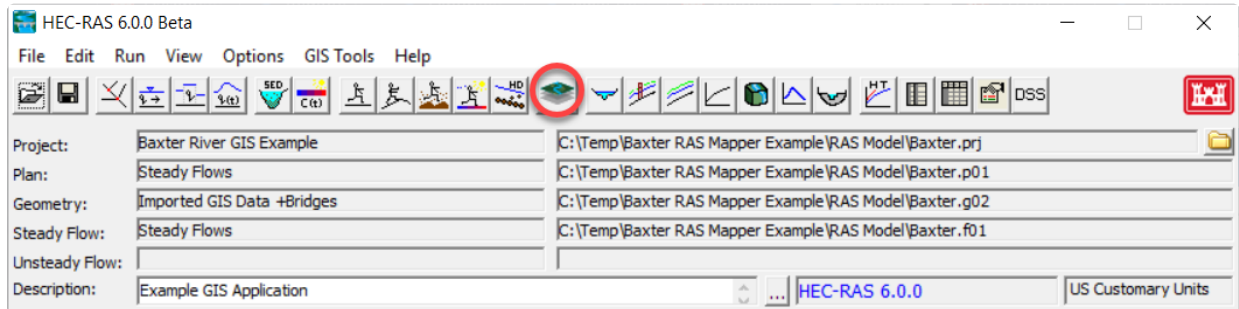 HEC-RAS 6.0.0 Beta
File Edit Run View Options GIS Tools Help
SED C(t) HD HT DSS
Project: Baxter River GIS Example C:\Temp\Baxter RAS Mapper Example\RAS Model\Baxter.prj
Plan: Steady Flows C:\Temp\Baxter RAS Mapper Example\RAS Model\Baxter.p01
Geometry: Imported GIS Data +Bridges C:\Temp\Baxter RAS Mapper Example\RAS Model\Baxter.g02
Steady Flow: Steady Flows C:\Temp\Baxter RAS Mapper Example\RAS Model\Baxter.f01
Unsteady Flow:
Description: Example GIS Application ... HEC-RAS 6.0.0 US Customary Units